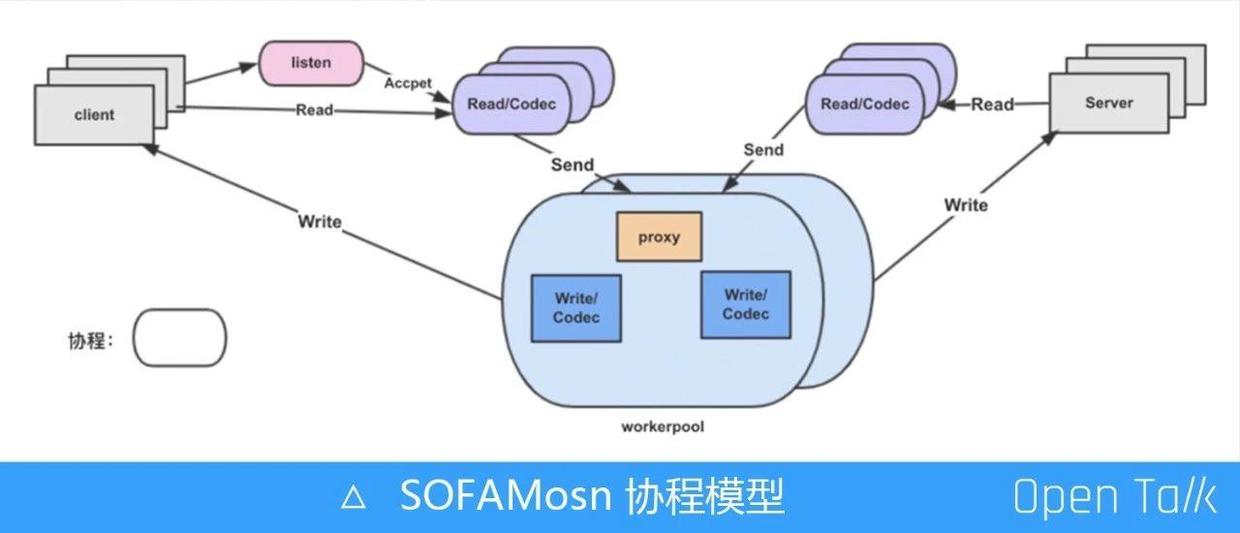 listen
Accpet
client
Read
Read/Codec
Read/Codec
Read
Server
Send
Send
Write
Write
proxy
Write/
Codec
Write/
Codec
协程：
workerpool
△ SOFAMosn 协程模型
Open Talk